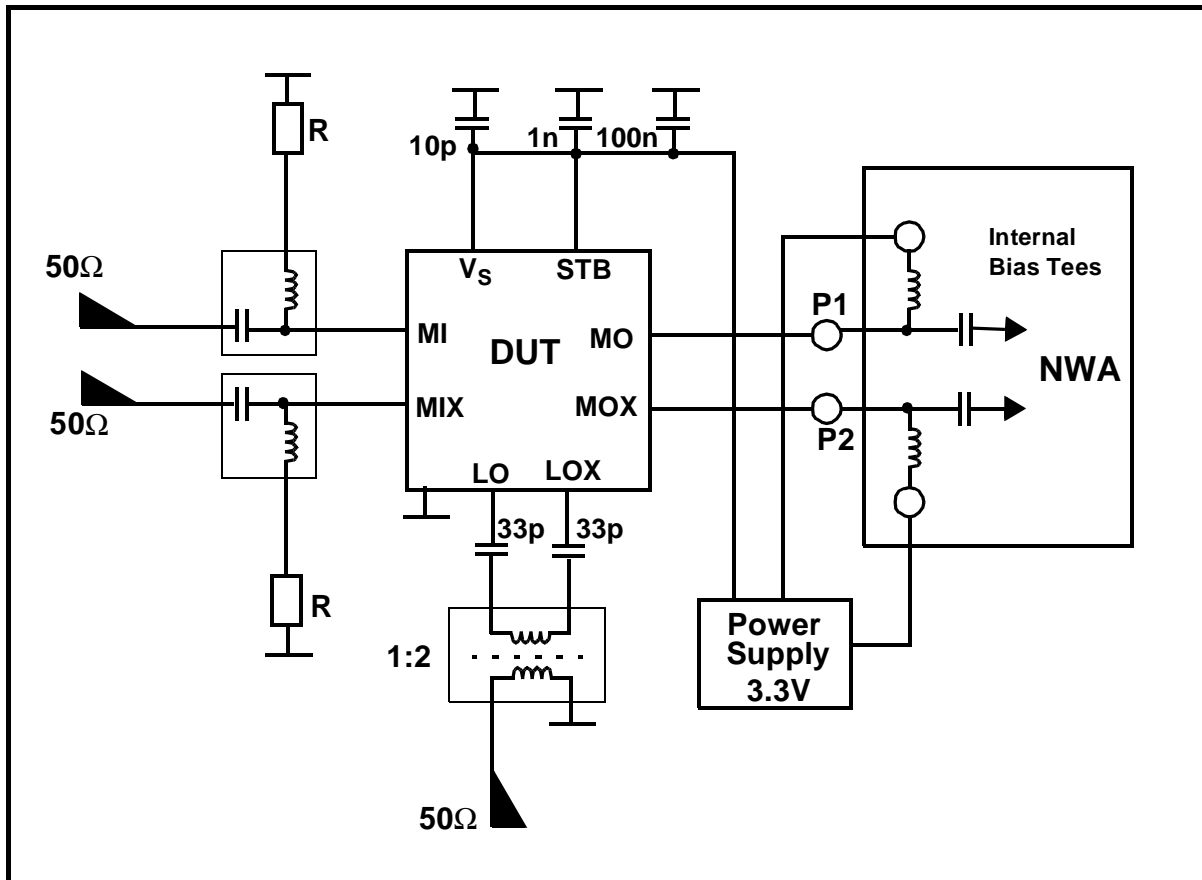 R
10p
1n
100n
50Ω
V_S
STB
Internal
Bias Tees
P1
MI
DUT
MO
NWA
MIX
MOX
50Ω
P2
LO
LOX
33p
33p
R
1:2
Power
Supply
3.3V
50Ω